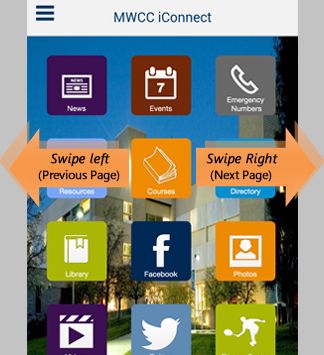 MWCC iConnect
News
Events
Emergency
Numbers
7
Swipe left
(Previous Page)
Swipe Right
(Next Page)
Resources
Courses
Directory
Library
Facebook
Photos